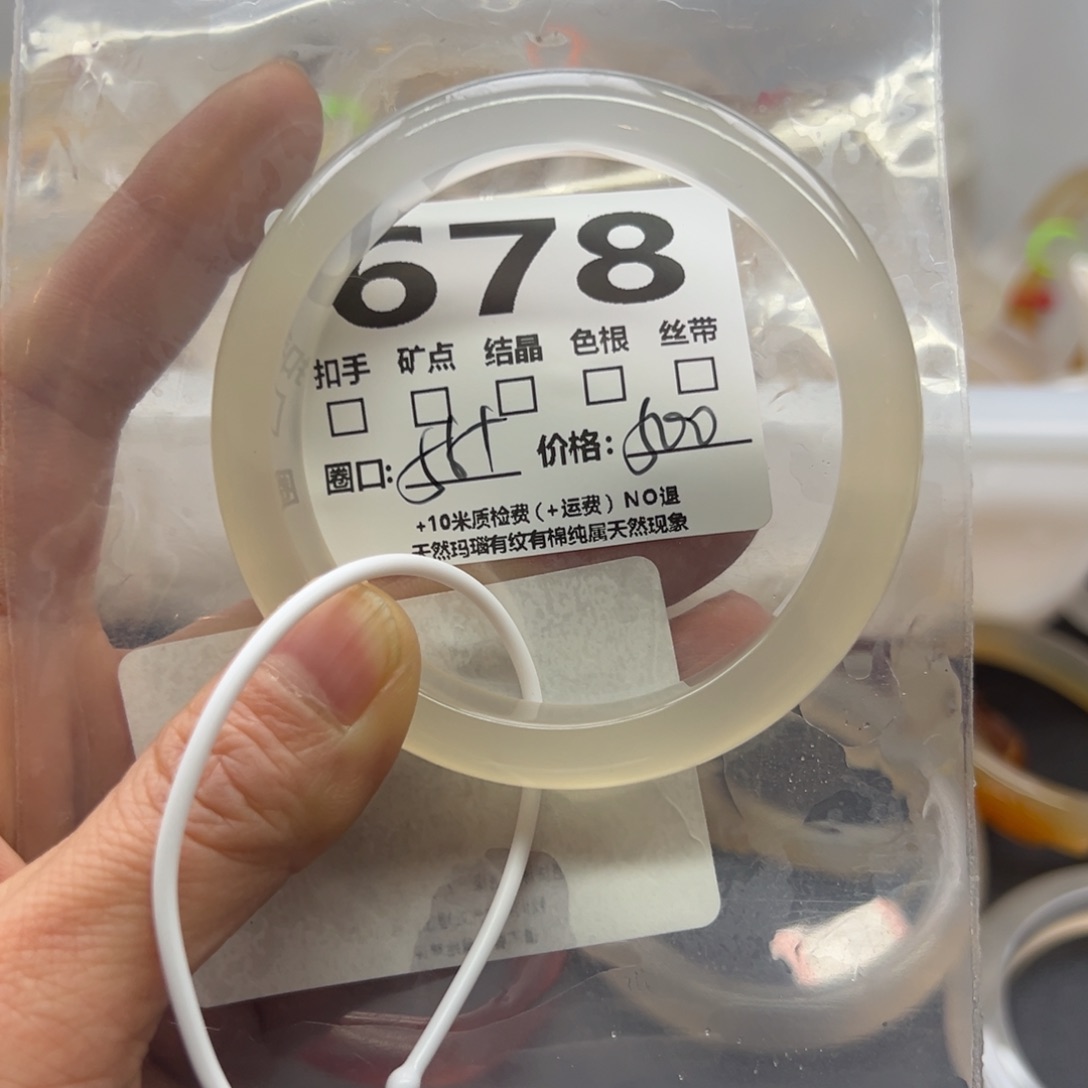 678
扣手 矿点 结晶 色根 丝带
圈口: 价格: 500
+10米质检费（+运费）NO退
天然玛瑙有纹有棉纯属天然现象